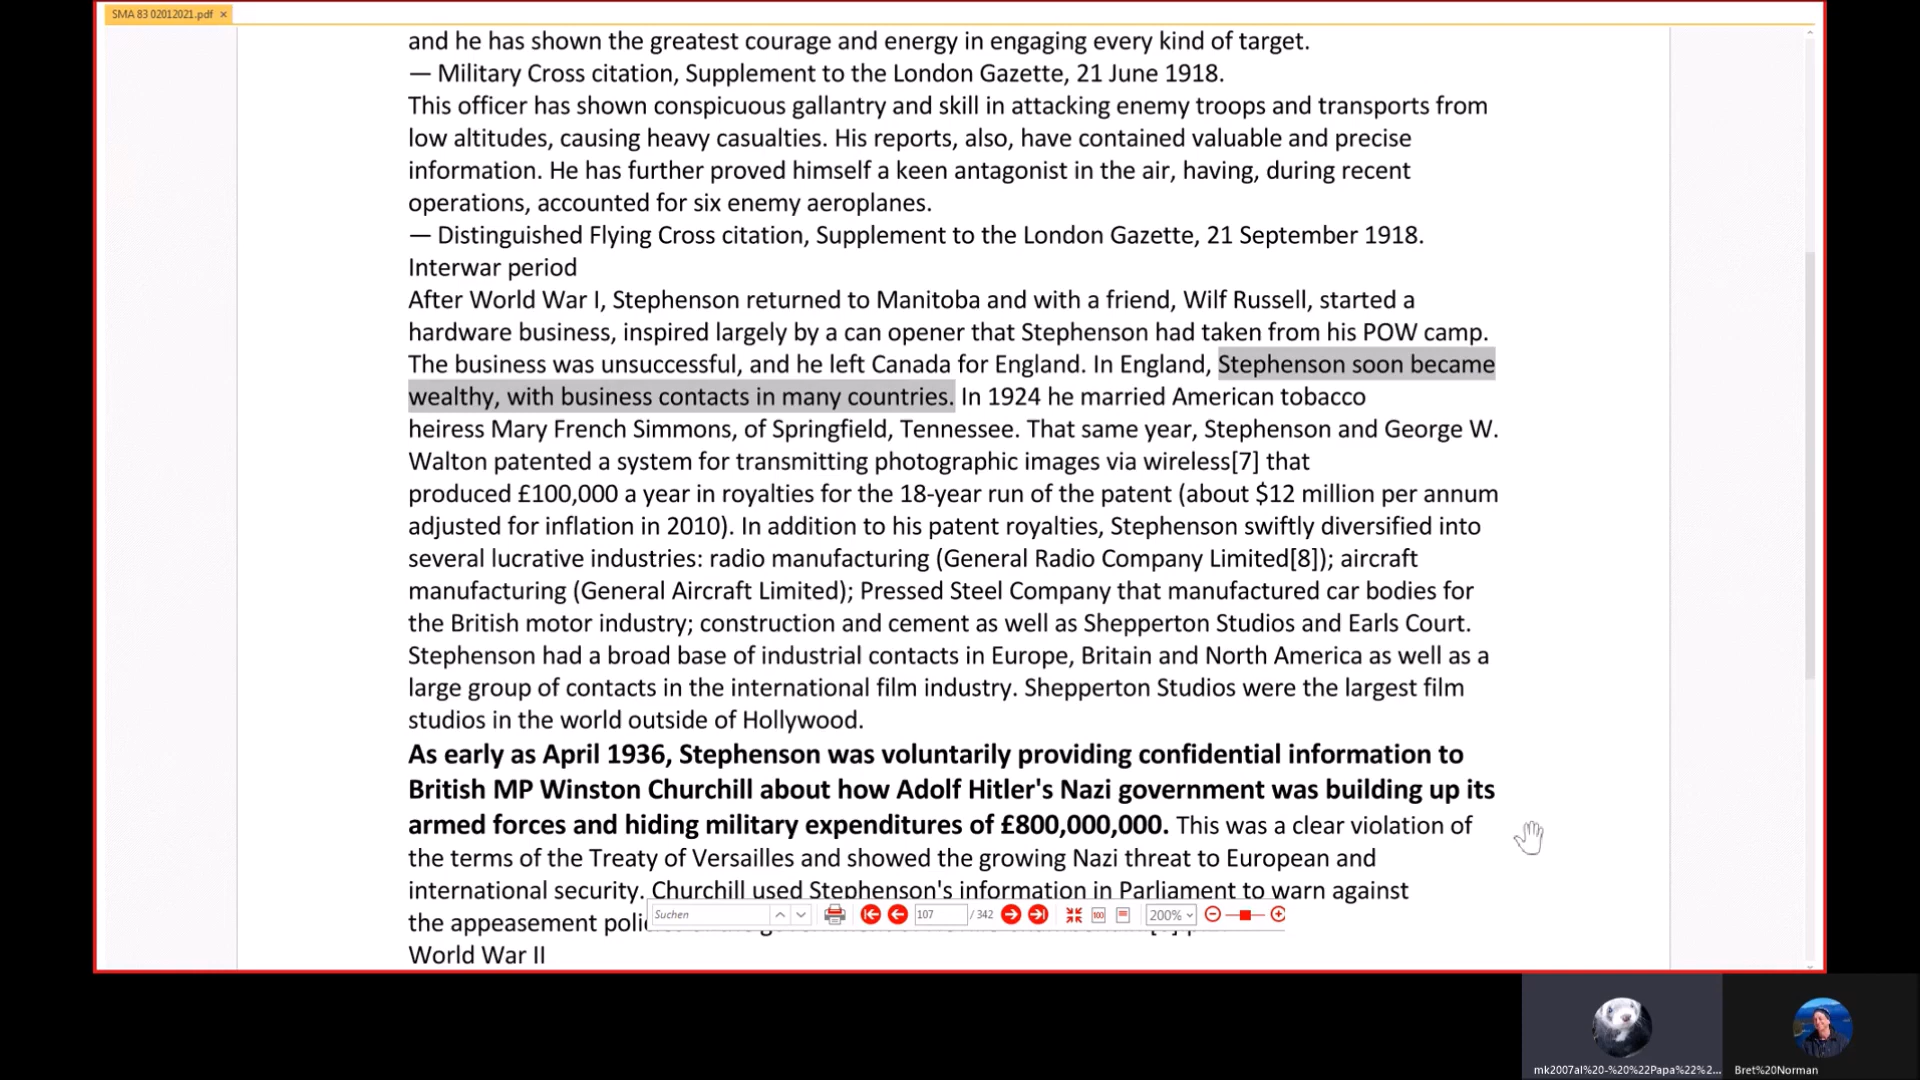 SMA 83 02012021.pdf ×
and he has shown the greatest courage and energy in engaging every kind of target.
— Military Cross citation, Supplement to the London Gazette, 21 June 1918.
This officer has shown conspicuous gallantry and skill in attacking enemy troops and transports from
low altitudes, causing heavy casualties. His reports, also, have contained valuable and precise
information. He has further proved himself a keen antagonist in the air, having, during recent
operations, accounted for six enemy aeroplanes.
— Distinguished Flying Cross citation, Supplement to the London Gazette, 21 September 1918.
Interwar period
After World War I, Stephenson returned to Manitoba and with a friend, Wilf Russell, started a
hardware business, inspired largely by a can opener that Stephenson had taken from his POW camp.
The business was unsuccessful, and he left Canada for England. In England, Stephenson soon became
wealthy, with business contacts in many countries. In 1924 he married American tobacco
heiress Mary French Simmons, of Springfield, Tennessee. That same year, Stephenson and George W.
Walton patented a system for transmitting photographic images via wireless[7] that
produced £100,000 a year in royalties for the 18-year run of the patent (about $12 million per annum
adjusted for inflation in 2010). In addition to his patent royalties, Stephenson swiftly diversified into
several lucrative industries: radio manufacturing (General Radio Company Limited[8]); aircraft
manufacturing (General Aircraft Limited); Pressed Steel Company that manufactured car bodies for
the British motor industry; construction and cement as well as Shepperton Studios and Earls Court.
Stephenson had a broad base of industrial contacts in Europe, Britain and North America as well as a
large group of contacts in the international film industry. Shepperton Studios were the largest film
studios in the world outside of Hollywood.
As early as April 1936, Stephenson was voluntarily providing confidential information to
British MP Winston Churchill about how Adolf Hitler's Nazi government was building up its
armed forces and hiding military expenditures of £800,000,000. This was a clear violation of
the terms of the Treaty of Versailles and showed the growing Nazi threat to European and
international security. Churchill used Stephenson's information in Parliament to warn against
the appeasement
Suchen 107 / 342 100 200%
World War II
mk2007al%20-%20%22Papa%22%2...
Bret%20Norman